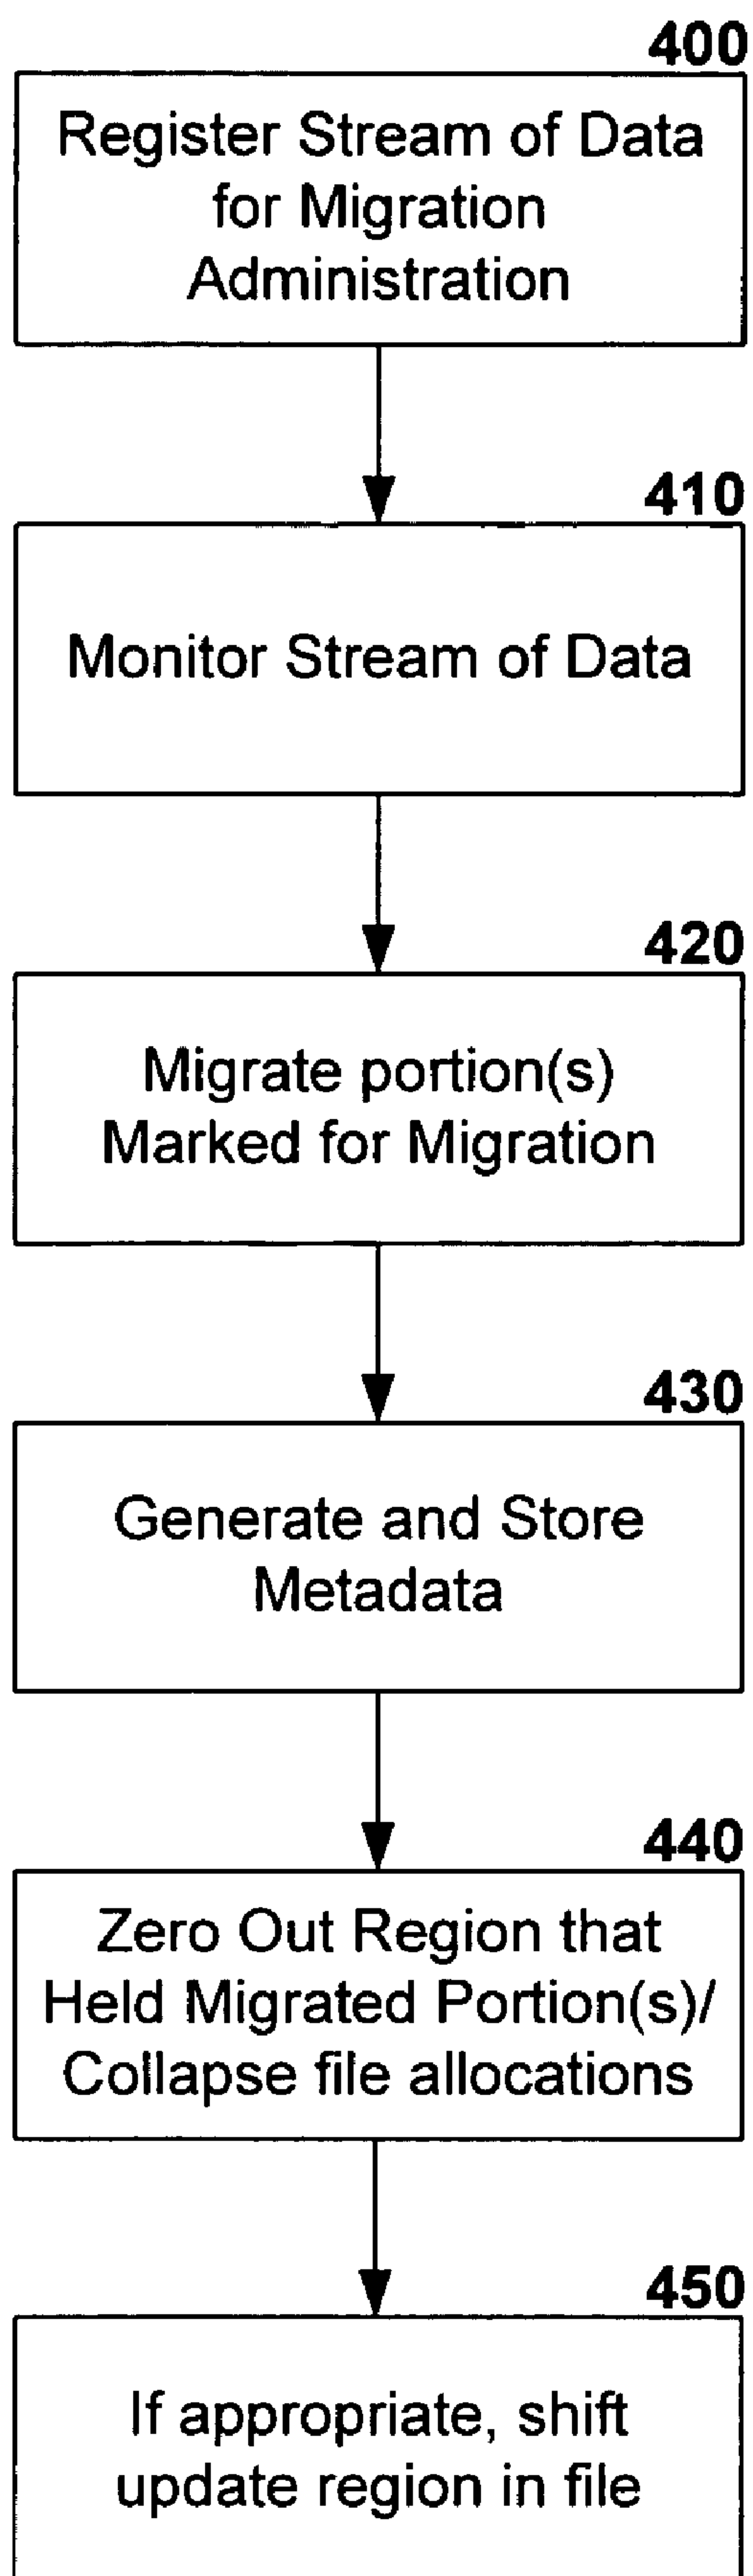 400
Register Stream of Data
for Migration
Administration
410
Monitor Stream of Data
420
Migrate portion(s)
Marked for Migration
430
Generate and Store
Metadata
440
Zero Out Region that
Held Migrated Portion(s)/
Collapse file allocations
450
If appropriate, shift
update region in file